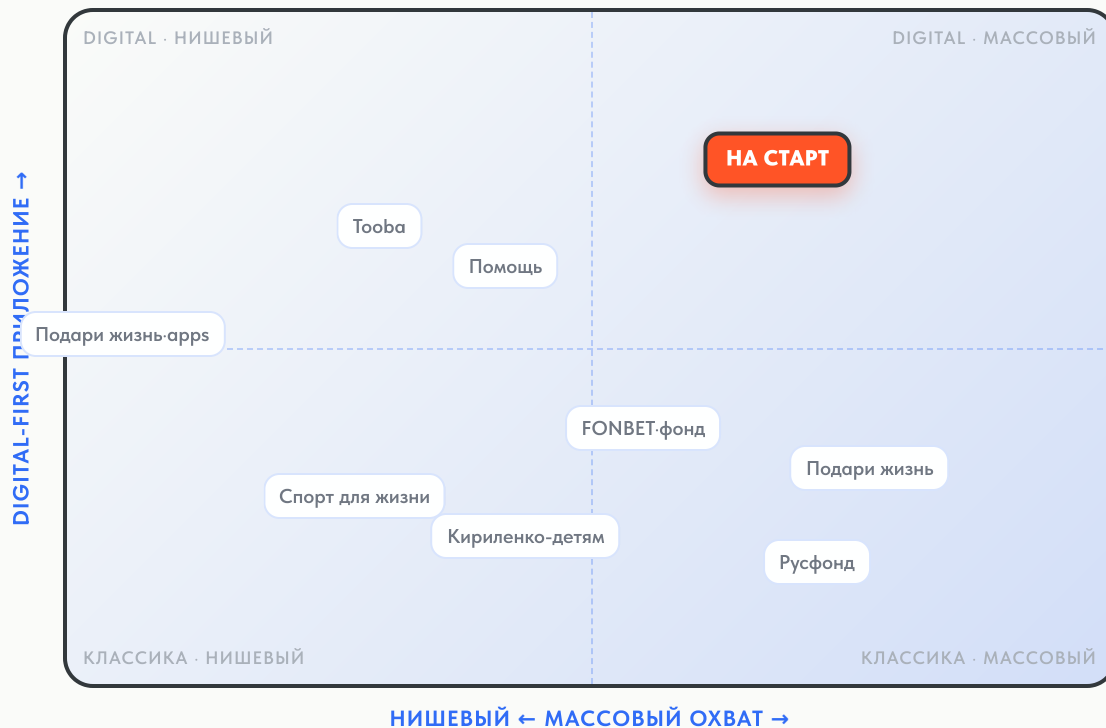 DIGITAL · НИШЕВЫЙ
DIGITAL · МАССОВЫЙ
НА СТАРТ
Tooba
Помощь
Подари жизнь·apps
DIGITAL-FIRST ПРИЛОЖЕНИЕ →
FONBET·фонд
Подари жизнь
Спорт для жизни
Кириленко-детям
Русфонд
КЛАССИКА · НИШЕВЫЙ
КЛАССИКА · МАССОВЫЙ
НИШЕВЫЙ ← МАССОВЫЙ ОХВАТ →